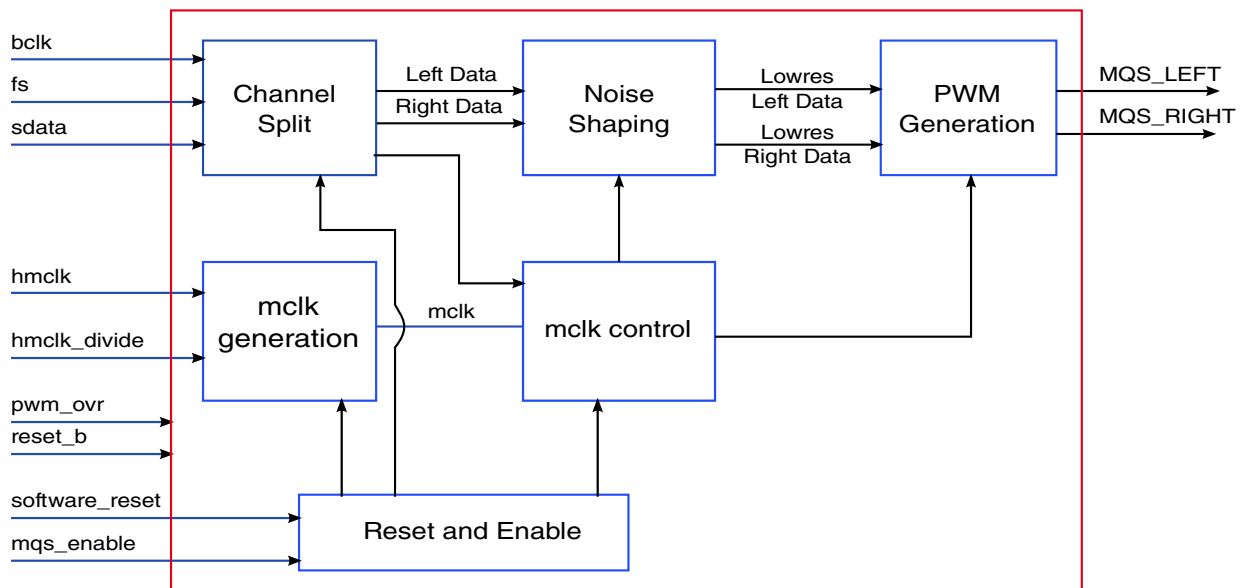 bclk
fs
sdata
Channel
Split
Left Data
Right Data
Noise
Shaping
Lowres
Left Data
Lowres
Right Data
PWM
Generation
MQS_LEFT
MQS_RIGHT
hmclk
hmclk_divide
mclk
generation
mclk
mclk control
pwm_ovr
reset_b
software_reset
mqs_enable
Reset and Enable